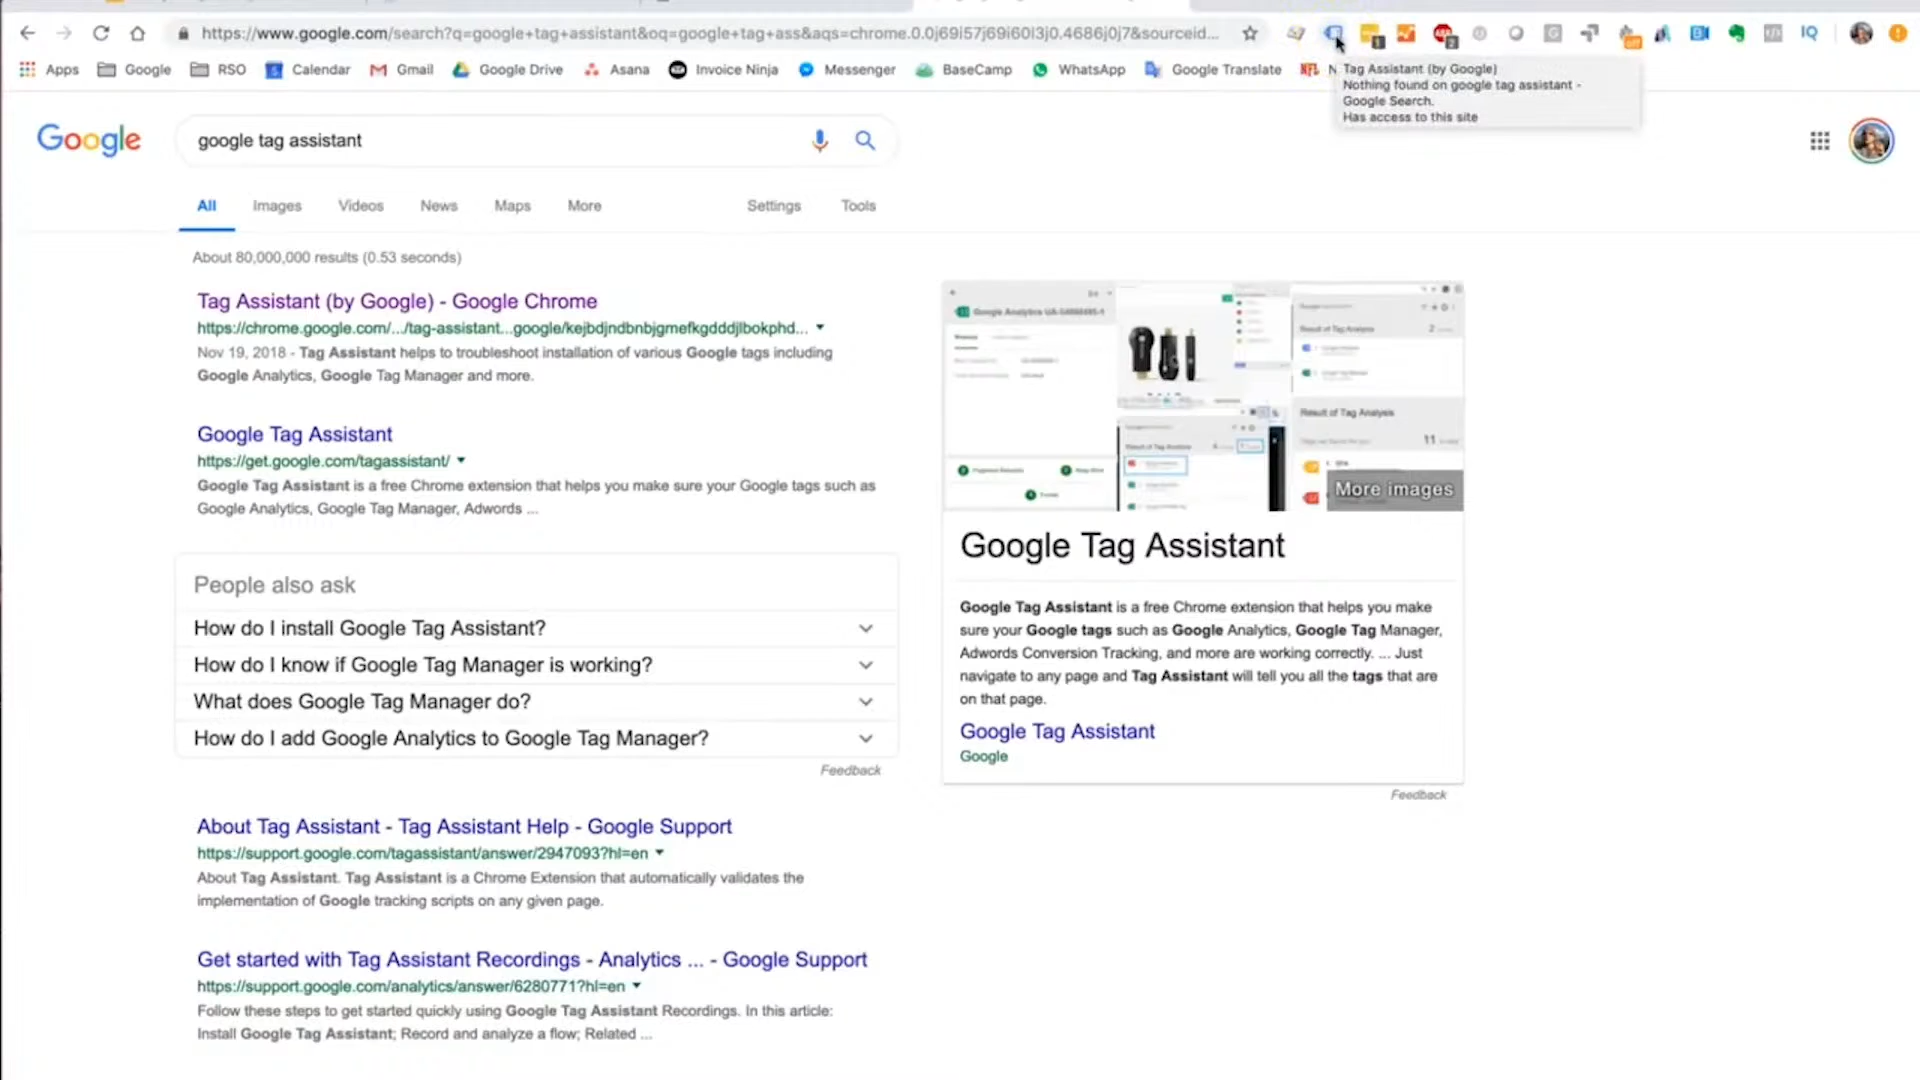 https://www.google.com/search?q=google+tag+assistant&oq=google+tag+ass&aqs=chrome.0.0j69i57j69i60l3j0.4686j0j7&sourceid...
Apps Google RSO Calendar Gmail Google Drive Asana Invoice Ninja Messenger BaseCamp WhatsApp Google Translate
Tag Assistant (by Google)
Nothing found on google tag assistant -
Google Search.
Has access to this site
Google
google tag assistant
All Images Videos News Maps More Settings Tools
About 80,000,000 results (0.53 seconds)
Tag Assistant (by Google) - Google Chrome
https://chrome.google.com/.../tag-assistant...google/kejbdjndbnbjgmefkgdddjlbokphd...
Nov 19, 2018 - Tag Assistant helps to troubleshoot installation of various Google tags including
Google Analytics, Google Tag Manager and more.
Google Tag Assistant
https://get.google.com/tagassistant/
Google Tag Assistant is a free Chrome extension that helps you make sure your Google tags such as
Google Analytics, Google Tag Manager, Adwords ...
People also ask
How do I install Google Tag Assistant?
How do I know if Google Tag Manager is working?
What does Google Tag Manager do?
How do I add Google Analytics to Google Tag Manager?
Feedback
About Tag Assistant - Tag Assistant Help - Google Support
https://support.google.com/tagassistant/answer/2947093?hl=en
About Tag Assistant. Tag Assistant is a Chrome Extension that automatically validates the
implementation of Google tracking scripts on any given page.
Get started with Tag Assistant Recordings - Analytics ... - Google Support
https://support.google.com/analytics/answer/6280771?hl=en
Follow these steps to get started quickly using Google Tag Assistant Recordings. In this article:
Install Google Tag Assistant; Record and analyze a flow; Related ...
Result of Tag Analysis
Result of Tag Analysis
11
More images
Google Tag Assistant
Google Tag Assistant is a free Chrome extension that helps you make
sure your Google tags such as Google Analytics, Google Tag Manager,
Adwords Conversion Tracking, and more are working correctly. ... Just
navigate to any page and Tag Assistant will tell you all the tags that are
on that page.
Google Tag Assistant
Google
Feedback